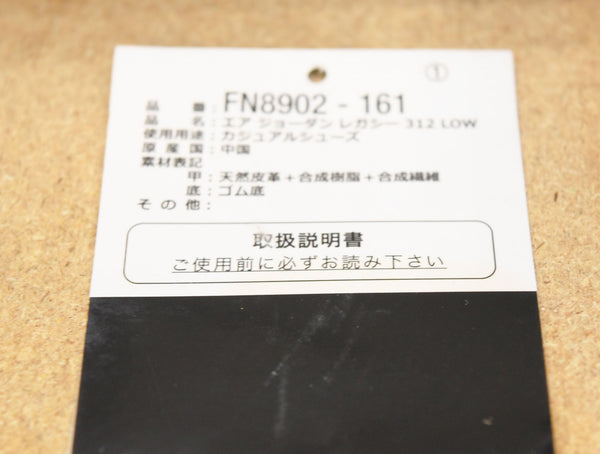 ①
品番：FN8902 - 161
品名：エア ジョーダン レガシー 312 LOW
使用用途：カジュアルシューズ
原産国：中国
素材表記
甲：天然皮革＋合成樹脂＋合成繊維
底：ゴム底
その他：
取扱説明書
ご使用前に必ずお読み下さい